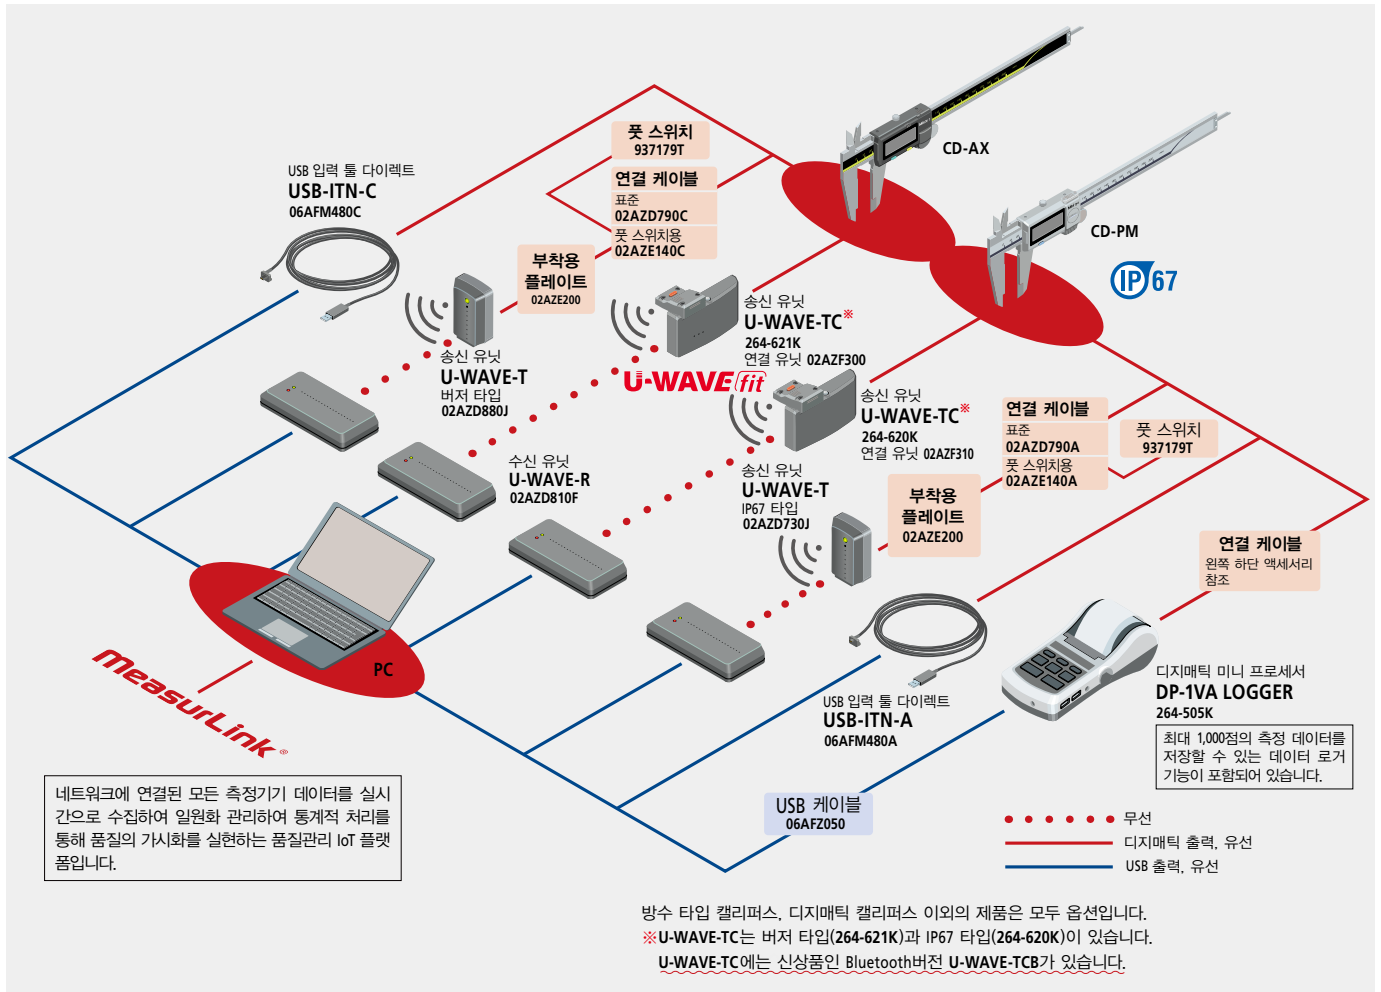 풋 스위치
937179T
연결 케이블
표준
02AZD790C
풋 스위치용
02AZE140C
CD-AX
CD-PM
IP67
USB 입력 툴 다이렉트
USB-ITN-C
06AFM480C
부착용
플레이트
02AZE200
송신 유닛
U-WAVE-TC※
264-621K
연결 유닛 02AZF300
송신 유닛
U-WAVE-T
버저 타입
02AZD880J
U-WAVE fit
송신 유닛
U-WAVE-TC※
264-620K
연결 유닛 02AZF310
연결 케이블
표준
02AZD790A
풋 스위치용
02AZE140A
풋 스위치
937179T
수신 유닛
U-WAVE-R
02AZD810F
송신 유닛
U-WAVE-T
IP67 타입
02AZD730J
부착용
플레이트
02AZE200
연결 케이블
왼쪽 하단 액세서리
참조
PC
MeasurLink®
USB 입력 툴 다이렉트
USB-ITN-A
06AFM480A
디지매틱 미니 프로세서
DP-1VA LOGGER
264-505K
최대 1,000점의 측정 데이터를
저장할 수 있는 데이터 로거
기능이 포함되어 있습니다.
네트워크에 연결된 모든 측정기기 데이터를 실시
간으로 수집하여 일원화 관리하여 통계적 처리를
통해 품질의 가시화를 실현하는 품질관리 IoT 플랫
폼입니다.
USB 케이블
06AFZ050
무선
디지매틱 출력, 유선
USB 출력, 유선
방수 타입 캘리퍼스, 디지매틱 캘리퍼스 이외의 제품은 모두 옵션입니다.
※U-WAVE-TC는 버저 타입(264-621K)과 IP67 타입(264-620K)이 있습니다.
U-WAVE-TC에는 신상품인 Bluetooth버전 U-WAVE-TCB가 있습니다.